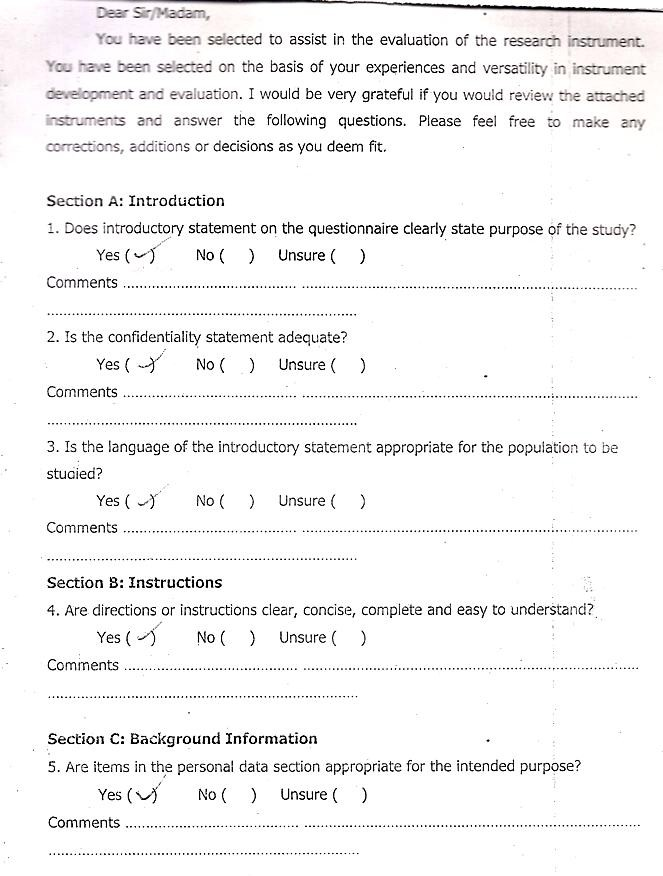 Dear Sir/Madam,
You have been selected to assist in the evaluation of the research instrument.
You have been selected on the basis of your experiences and versatility in instrument
development and evaluation. I would be very grateful if you would review the attached
instruments and answer the following questions. Please feel free to make any
corrections, additions or decisions as you deem fit.
Section A: Introduction
1. Does introductory statement on the questionnaire clearly state purpose of the study?
Yes (✓) No ( ) Unsure ( )
Comments ....................................................................................................
............................................................
2. Is the confidentiality statement adequate?
Yes (✓) No ( ) Unsure ( )
Comments ....................................................................................................
............................................................
3. Is the language of the introductory statement appropriate for the population to be
studied?
Yes (✓) No ( ) Unsure ( )
Comments ....................................................................................................
............................................................
Section B: Instructions
4. Are directions or instructions clear, concise, complete and easy to understand?
Yes (✓) No ( ) Unsure ( )
Comments ....................................................................................................
............................................................
Section C: Background Information
5. Are items in the personal data section appropriate for the intended purpose?
Yes (✓) No ( ) Unsure ( )
Comments ....................................................................................................
............................................................